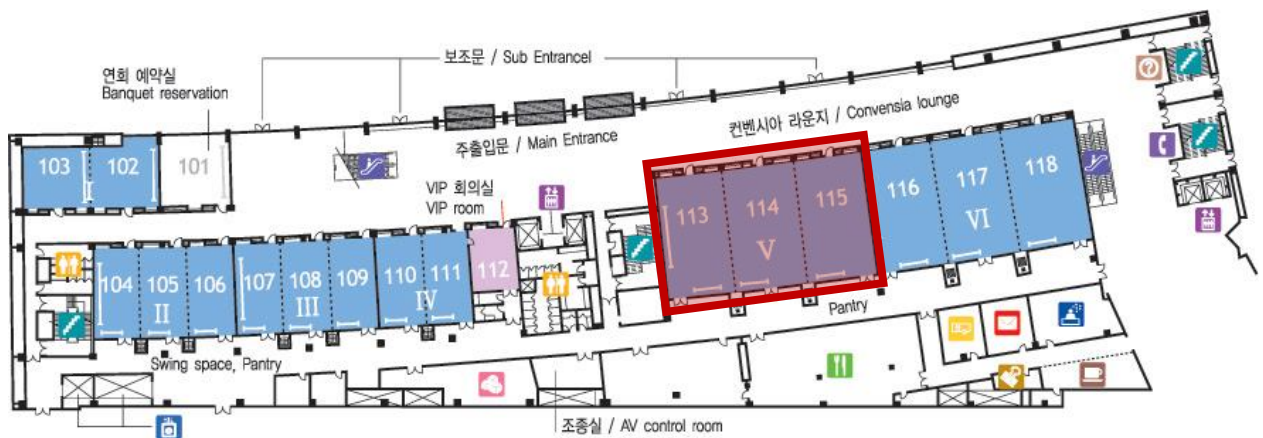 보조문 / Sub Entrancel
연회 예약실
Banquet reservation
컨벤시아 라운지 / Convensia lounge
주출입문 / Main Entrance
103
102
101
I
VIP 회의실
VIP room
113
114
115
V
116
117
118
VI
104
105
106
II
107
108
109
III
110
111
IV
112
Pantry
Swing space, Pantry
조종실 / AV control room